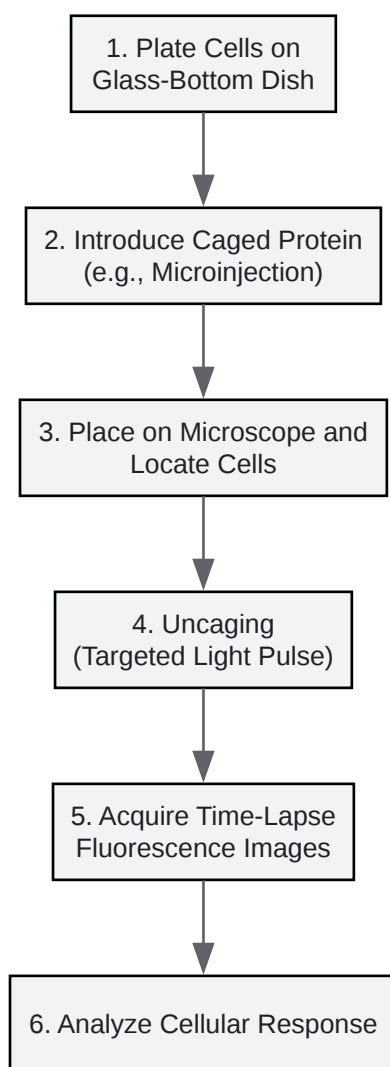 1. Plate Cells on
Glass-Bottom Dish
2. Introduce Caged Protein
(e.g., Microinjection)
3. Place on Microscope and
Locate Cells
4. Uncaging
(Targeted Light Pulse)
5. Acquire Time-Lapse
Fluorescence Images
6. Analyze Cellular Response